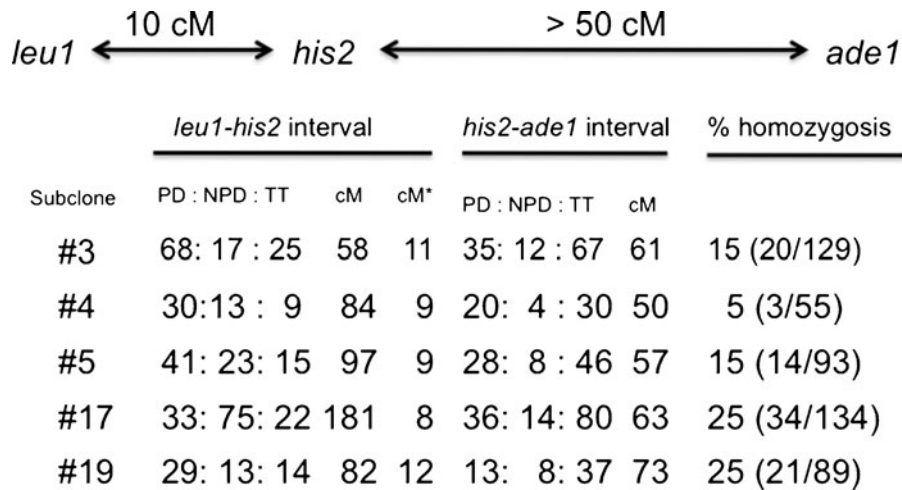 10 cM > 50 cM
leu1 his2 ade1
leu1-his2 interval his2-ade1 interval % homozygosis
Subclone PD : NPD : TT cM cM* PD : NPD : TT cM
#3 68: 17 : 25 58 11 35: 12 : 67 61 15 (20/129)
#4 30:13 : 9 84 9 20: 4 : 30 50 5 (3/55)
#5 41: 23: 15 97 9 28: 8 : 46 57 15 (14/93)
#17 33: 75: 22 181 8 36: 14: 80 63 25 (34/134)
#19 29: 13: 14 82 12 13: 8: 37 73 25 (21/89)